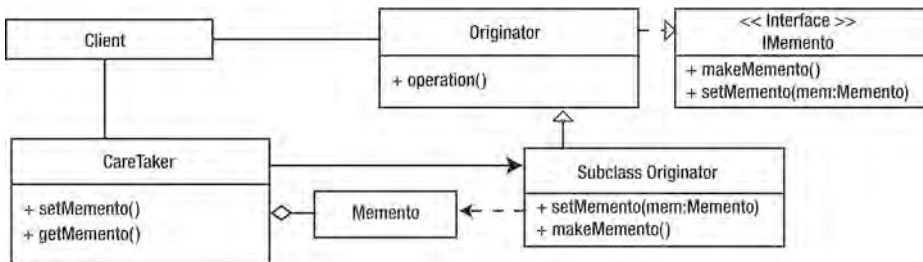 Client
Originator
+ operation()
<< Interface >>
IMemento
+ makeMemento()
+ setMemento(mem:Memento)
CareTaker
+ setMemento()
+ getMemento()
Memento
Subclass Originator
+ setMemento(mem:Memento)
+ makeMemento()